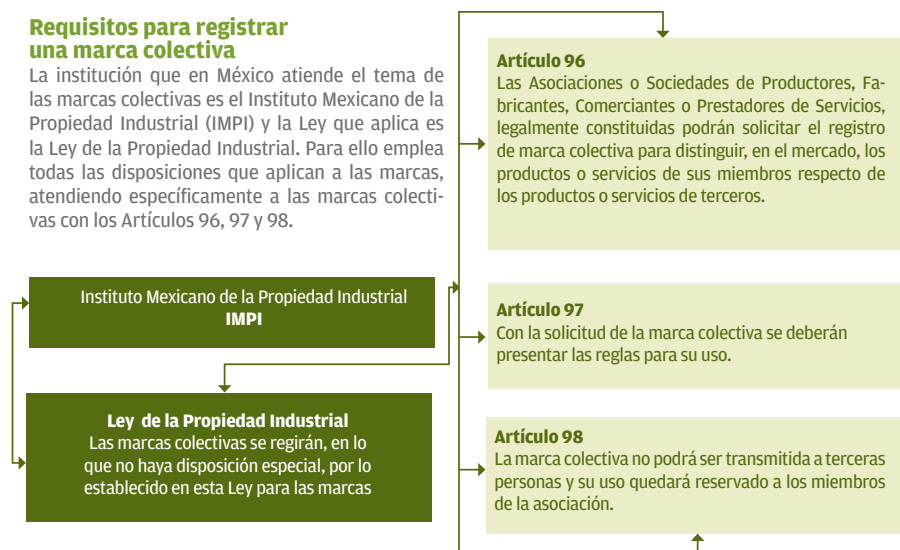 Requisitos para registrar
una marca colectiva
La institución que en México atiende el tema de
las marcas colectivas es el Instituto Mexicano de la
Propiedad Industrial (IMPI) y la Ley que aplica es
la Ley de la Propiedad Industrial. Para ello emplea
todas las disposiciones que aplican a las marcas,
atendiendo específicamente a las marcas colecti-
vas con los Artículos 96, 97 y 98.
Instituto Mexicano de la Propiedad Industrial
IMPI
Ley de la Propiedad Industrial
Las marcas colectivas se regirán, en lo
que no haya disposición especial, por lo
establecido en esta Ley para las marcas
Artículo 96
Las Asociaciones o Sociedades de Productores, Fa-
bricantes, Comerciantes o Prestadores de Servicios,
legalmente constituidas podrán solicitar el registro
de marca colectiva para distinguir, en el mercado, los
productos o servicios de sus miembros respecto de
los productos o servicios de terceros.
Artículo 97
Con la solicitud de la marca colectiva se deberán
presentar las reglas para su uso.
Artículo 98
La marca colectiva no podrá ser transmitida a terceras
personas y su uso quedará reservado a los miembros
de la asociación.